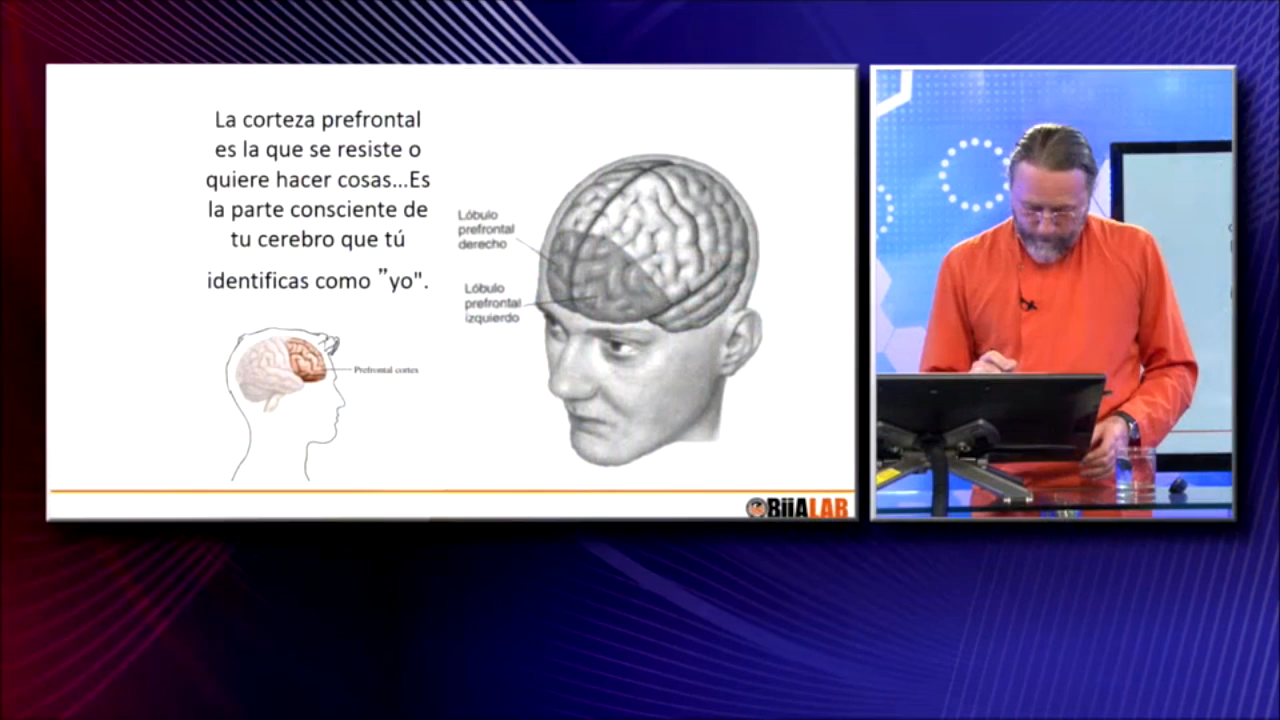 La corteza prefrontal
es la que se resiste o
quiere hacer cosas...Es
la parte consciente de
tu cerebro que tú
identificas como ”yo".
Lóbulo
prefrontal
derecho
Lóbulo
prefrontal
izquierdo
Prefrontal cortex
BiiALAB